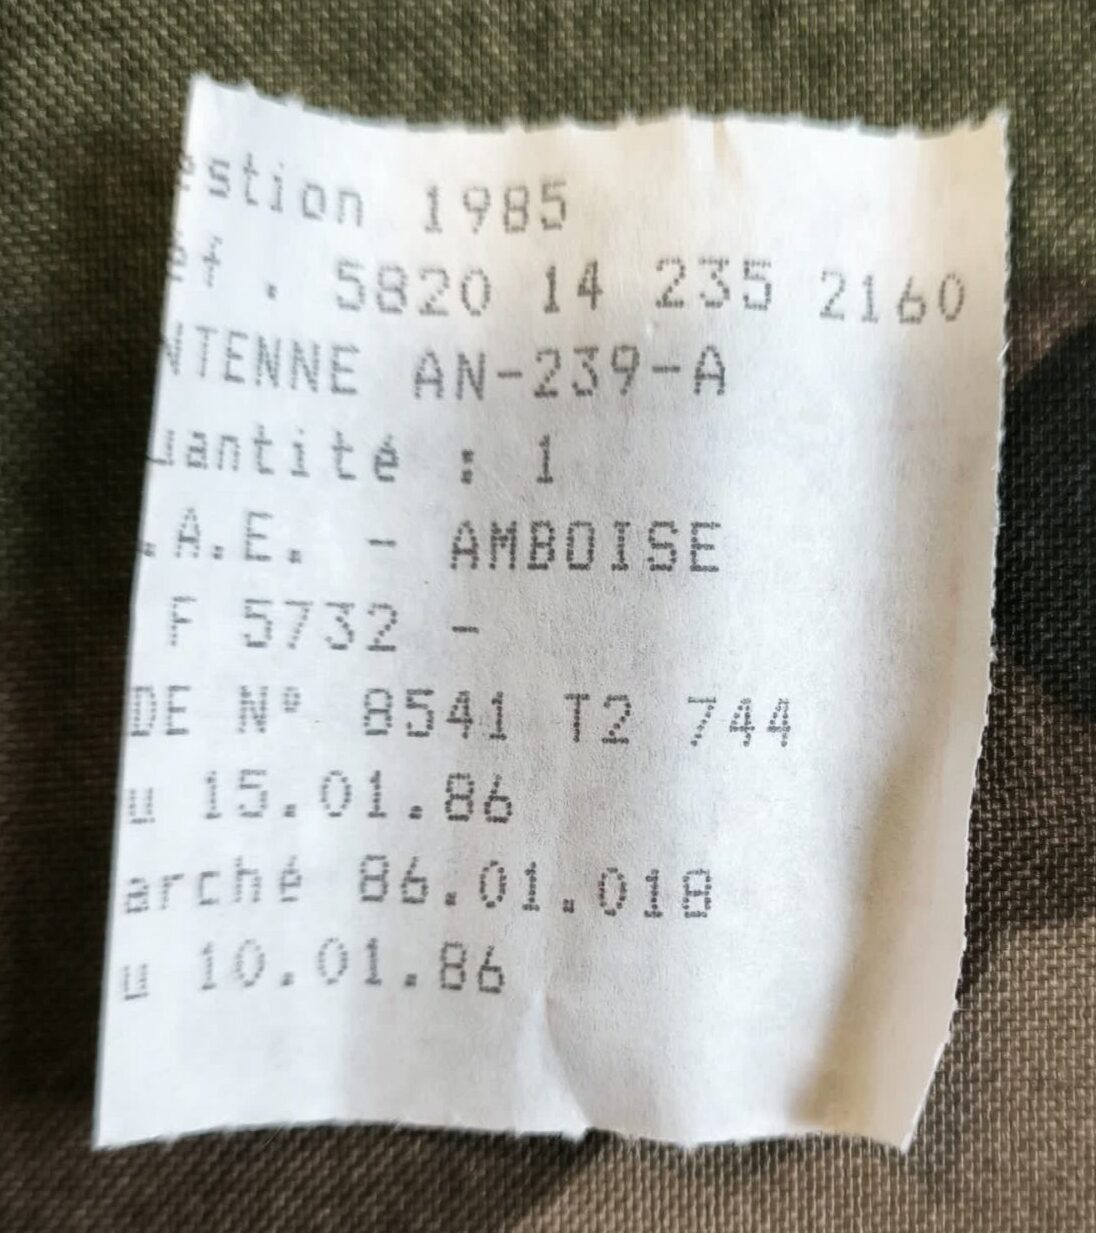 estion 1985
et . 5820 14 235 2160
NTENNE AN-239-A
uantité : 1
.A.E. - AMBOISE
F 5732 -
DE N° 8541 T2 744
u 15.01.86
arché 86.01.018
u 10.01.86